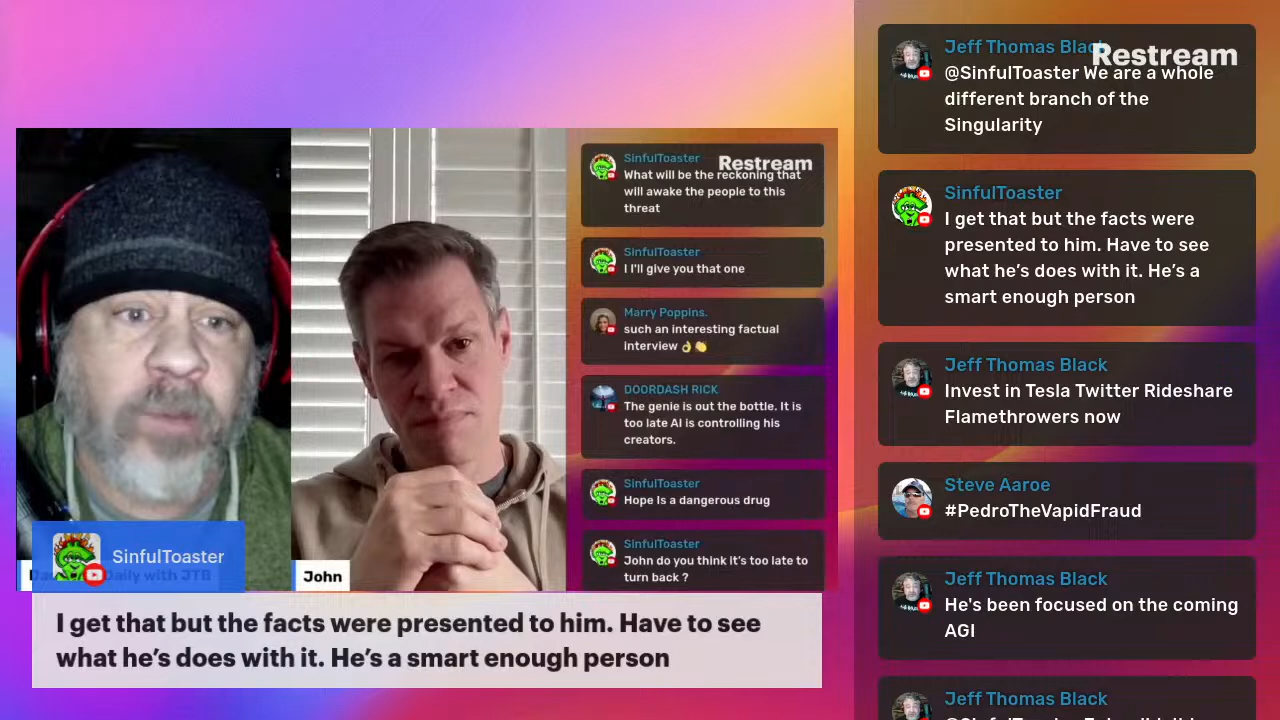 SinfulToaster
Restream
What will be the reckoning that
will awake the people to this
threat
SinfulToaster
I I'll give you that one
Marry Poppins.
such an interesting factual
interview 👌👏
DOORDASH RICK
The genie is out the bottle. It is
too late AI is controlling his
creators.
SinfulToaster
Hope Is a dangerous drug
SinfulToaster
John do you think it's too late to
turn back ?
SinfulToaster
Daily with JTB
John
I get that but the facts were presented to him. Have to see
what he's does with it. He's a smart enough person
Jeff Thomas Black
Restream
@SinfulToaster We are a whole
different branch of the
Singularity
SinfulToaster
I get that but the facts were
presented to him. Have to see
what he's does with it. He's a
smart enough person
Jeff Thomas Black
Invest in Tesla Twitter Rideshare
Flamethrowers now
Steve Aaroe
#PedroTheVapidFraud
Jeff Thomas Black
He's been focused on the coming
AGI
Jeff Thomas Black